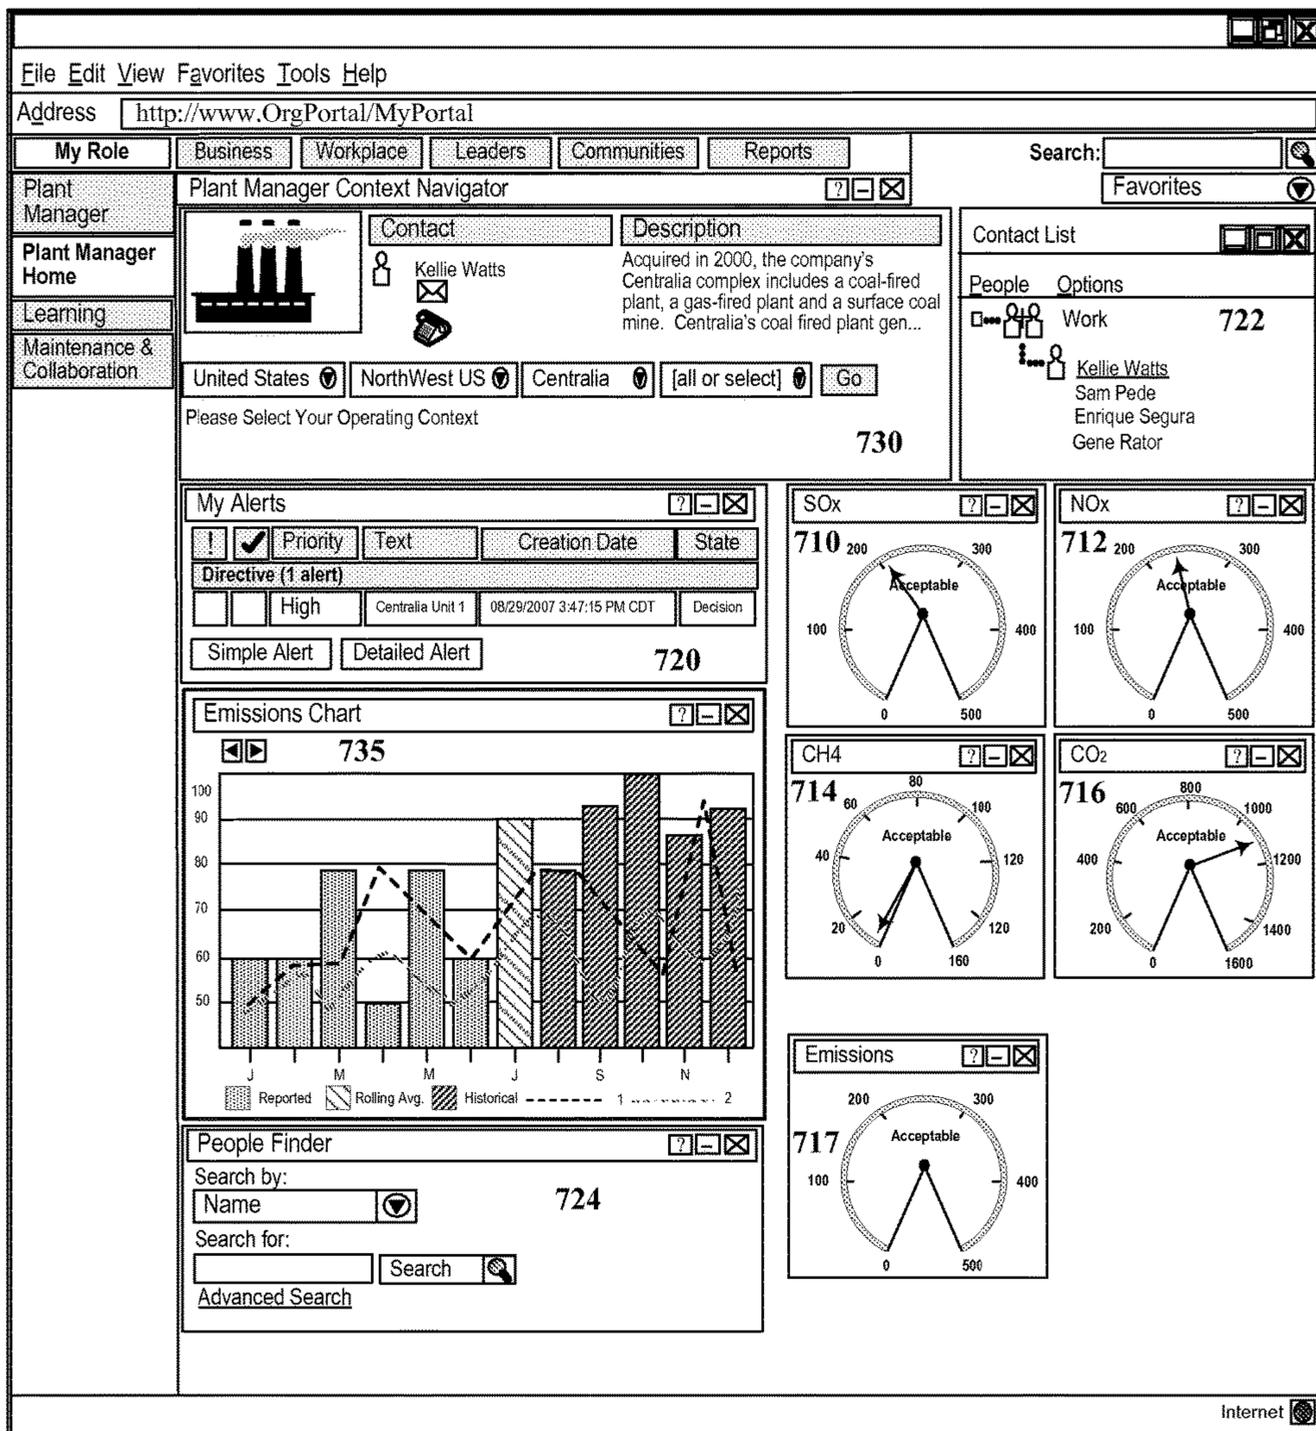 File Edit View Favorites Tools Help
Address http://www.OrgPortal/MyPortal
My Role Business Workplace Leaders Communities Reports Search:
Favorites
Plant
Manager
Plant Manager
Home
Learning
Maintenance &
Collaboration
Plant Manager Context Navigator ?
Contact
Kellie Watts
Description
Acquired in 2000, the company's
Centralia complex includes a coal-fired
plant, a gas-fired plant and a surface coal
mine. Centralia's coal fired plant gen...
United States NorthWest US Centralia [all or select] Go
Please Select Your Operating Context
730
Contact List
People Options
Work 722
Kellie Watts
Sam Pede
Enrique Segura
Gene Rator
My Alerts ?
! Priority Text Creation Date State
Directive (1 alert)
High Centralia Unit 1 08/29/2007 3:47:15 PM CDT Decision
Simple Alert Detailed Alert 720
SOx ?
710 200 300
Acceptable
100 400
0 500
NOx ?
712 200 300
Acceptable
100 400
0 500
Emissions Chart ?
735
100
90
80
70
60
50
J M M J S N
Reported Rolling Avg. Historical 1 2
CH4 ?
80
714 60 100
Acceptable
40 120
20 120
0 160
CO2 ?
800
716 600 1000
Acceptable
400 1200
200 1400
0 1600
Emissions ?
200 300
717 Acceptable
100 400
0 500
People Finder ?
Search by:
Name 724
Search for:
Search
Advanced Search
Internet